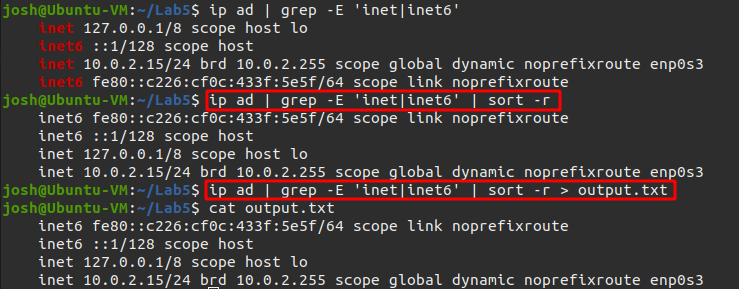 josh@Ubuntu-VM:~/Lab5$ ip ad | grep -E 'inet|inet6'
    inet 127.0.0.1/8 scope host lo
    inet6 ::1/128 scope host
    inet 10.0.2.15/24 brd 10.0.2.255 scope global dynamic noprefixroute enp0s3
    inet6 fe80::c226:cf0c:433f:5e5f/64 scope link noprefixroute
josh@Ubuntu-VM:~/Lab5$ ip ad | grep -E 'inet|inet6' | sort -r
    inet6 fe80::c226:cf0c:433f:5e5f/64 scope link noprefixroute
    inet6 ::1/128 scope host
    inet 127.0.0.1/8 scope host lo
    inet 10.0.2.15/24 brd 10.0.2.255 scope global dynamic noprefixroute enp0s3
josh@Ubuntu-VM:~/Lab5$ ip ad | grep -E 'inet|inet6' | sort -r > output.txt
josh@Ubuntu-VM:~/Lab5$ cat output.txt
    inet6 fe80::c226:cf0c:433f:5e5f/64 scope link noprefixroute
    inet6 ::1/128 scope host
    inet 127.0.0.1/8 scope host lo
    inet 10.0.2.15/24 brd 10.0.2.255 scope global dynamic noprefixroute enp0s3